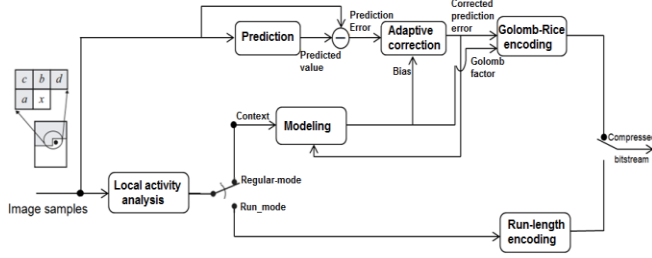 Prediction
Prediction
Error
Predicted
value
Adaptive
correction
Corrected
prediction
error
Golomb-Rice
encoding
Golomb
factor
Bias
c b d
a x
Context
Modeling
Compressed
bitstream
Local activity
analysis
Regular-mode
Run_mode
Image samples
Run-length
encoding